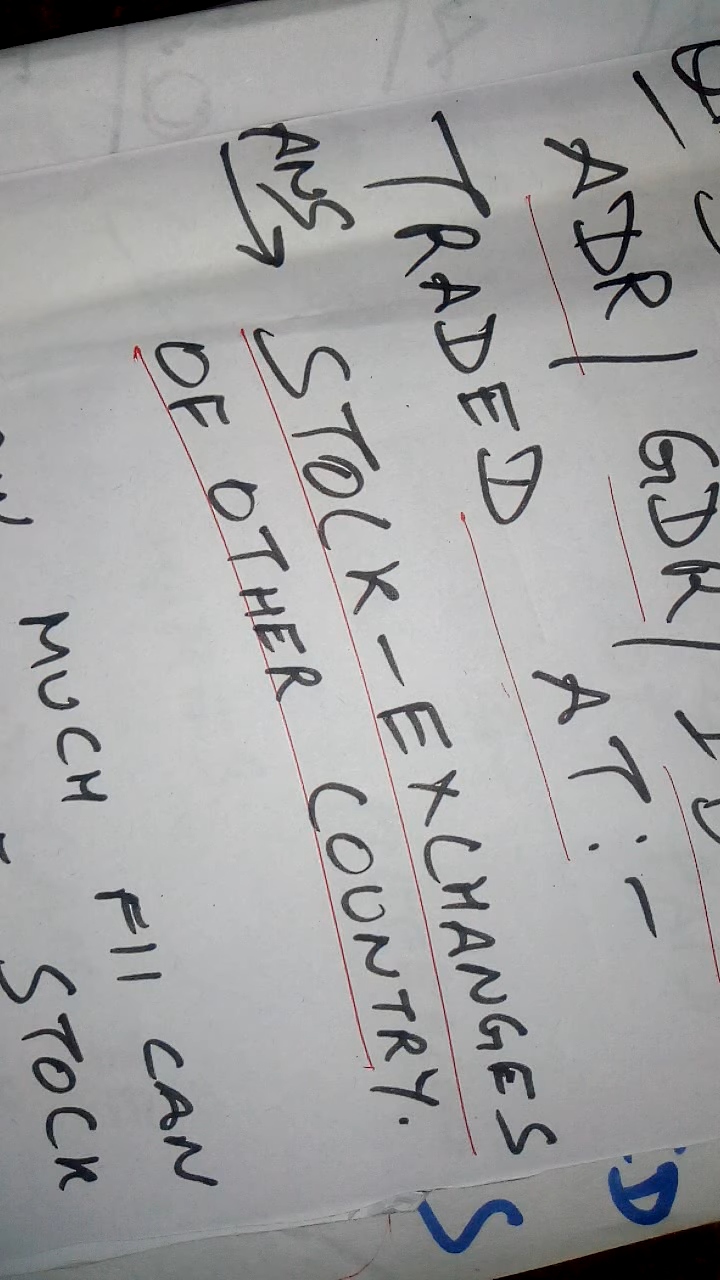 ADR / GDR /
TRADED AT:-
ANS STOCK-EXCHANGES
OF OTHER COUNTRY.
MUCH FII CAN
STOCK
S
D